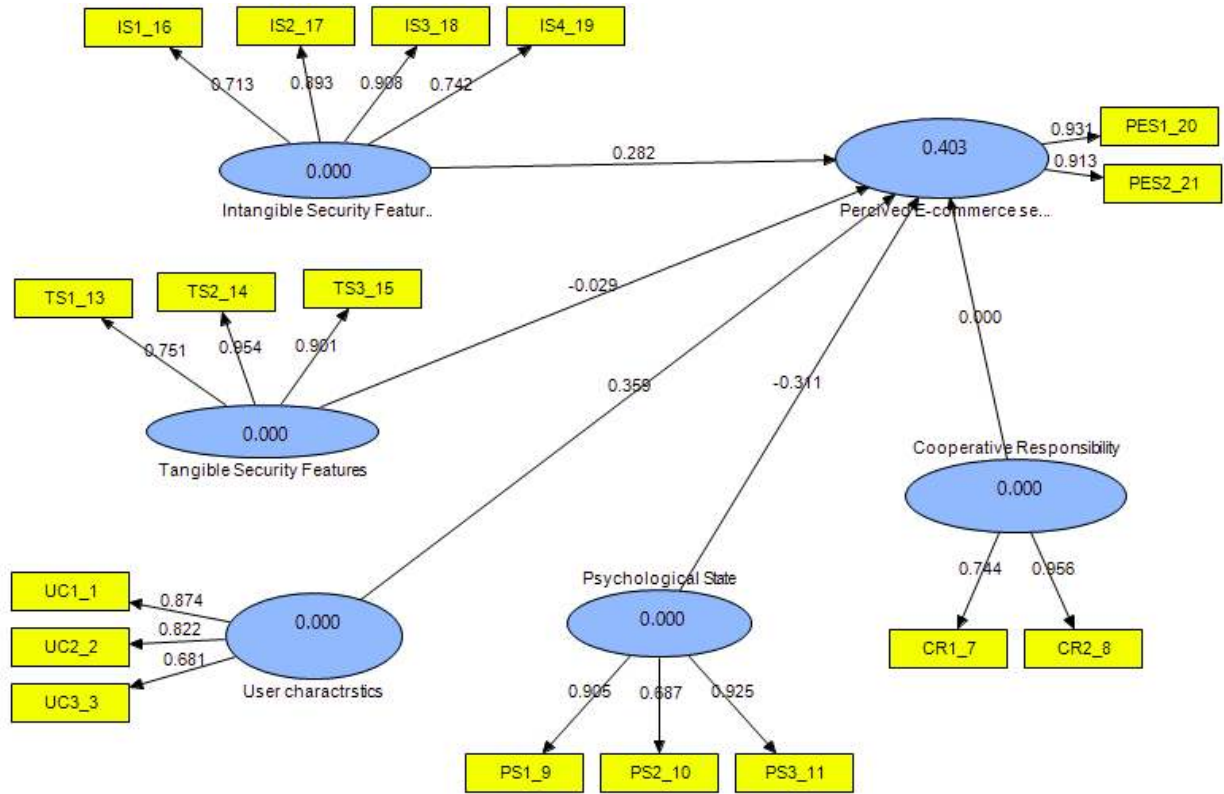 IS1_16
IS2_17
IS3_18
IS4_19
0.713
0.893
0.908
0.742
0.000
Intangible Security Featur..
0.282
0.403
Percived E-commerce se...
0.931
PES1_20
0.913
PES2_21
TS1_13
TS2_14
TS3_15
0.751
0.954
0.901
0.000
Tangible Security Features
-0.029
0.359
-0.311
0.000
Cooperative Responsibility
0.000
0.744
0.956
CR1_7
CR2_8
UC1_1
UC2_2
UC3_3
0.874
0.822
0.681
0.000
User charactrstics
Psychological State
0.000
0.905
0.687
0.925
PS1_9
PS2_10
PS3_11